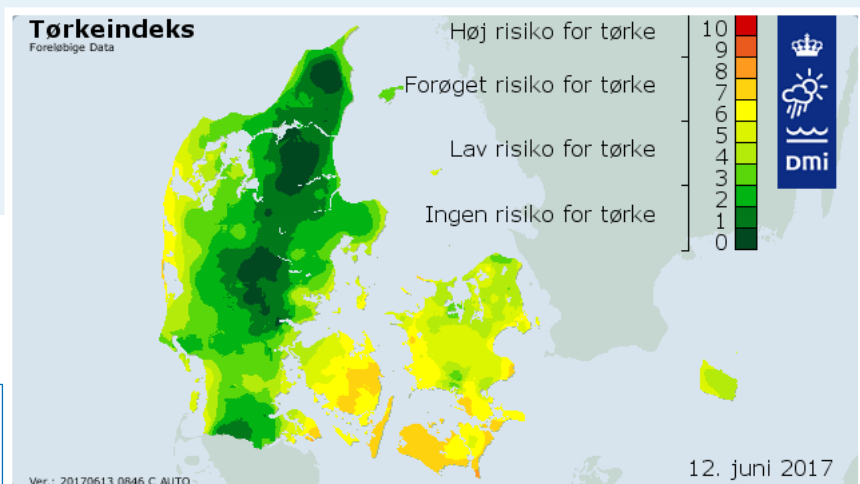 Tørkeindeks
Foreløbige Data
Høj risiko for tørke
Forøget risiko for tørke
Lav risiko for tørke
Ingen risiko for tørke
10
9
8
7
6
5
4
3
2
1
0
DMi
12. juni 2017
Ver.: 20170613 0846 C AUTO